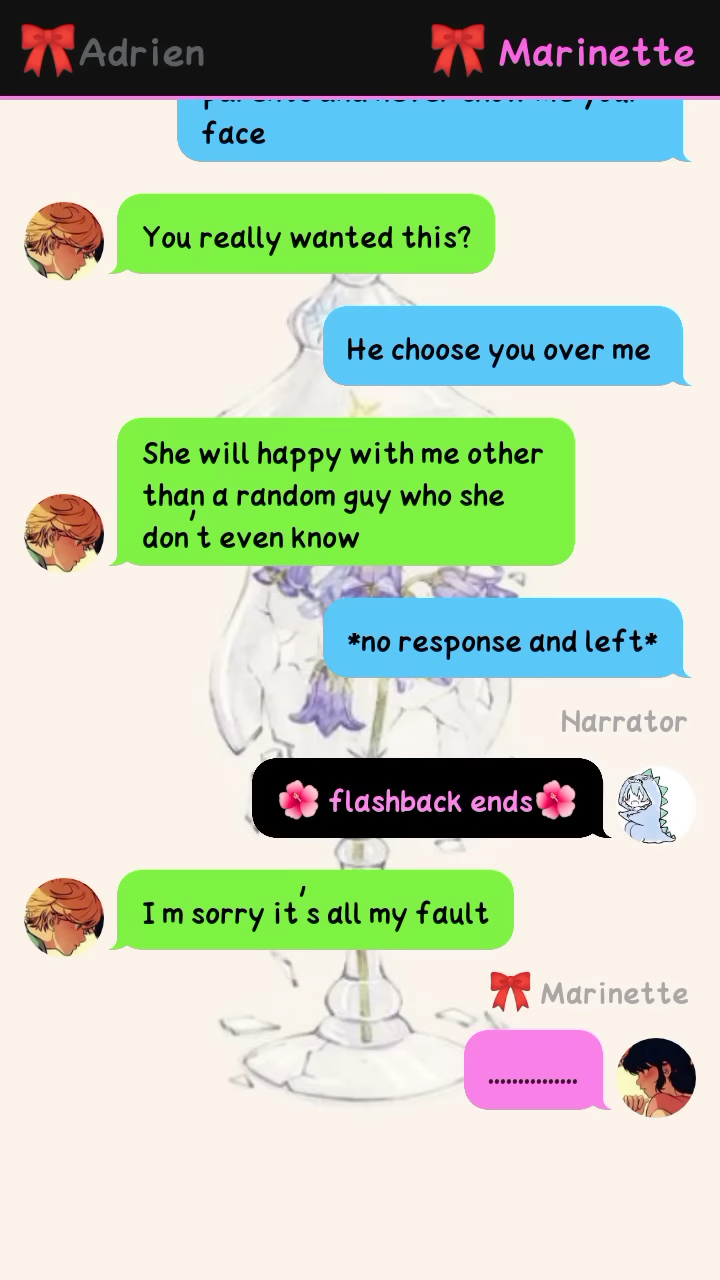 Adrien
Marinette
face
You really wanted this?
He choose you over me
She will happy with me other
than a random guy who she
don't even know
*no response and left*
Narrator
flashback ends
I m sorry it's all my fault
Marinette
...............